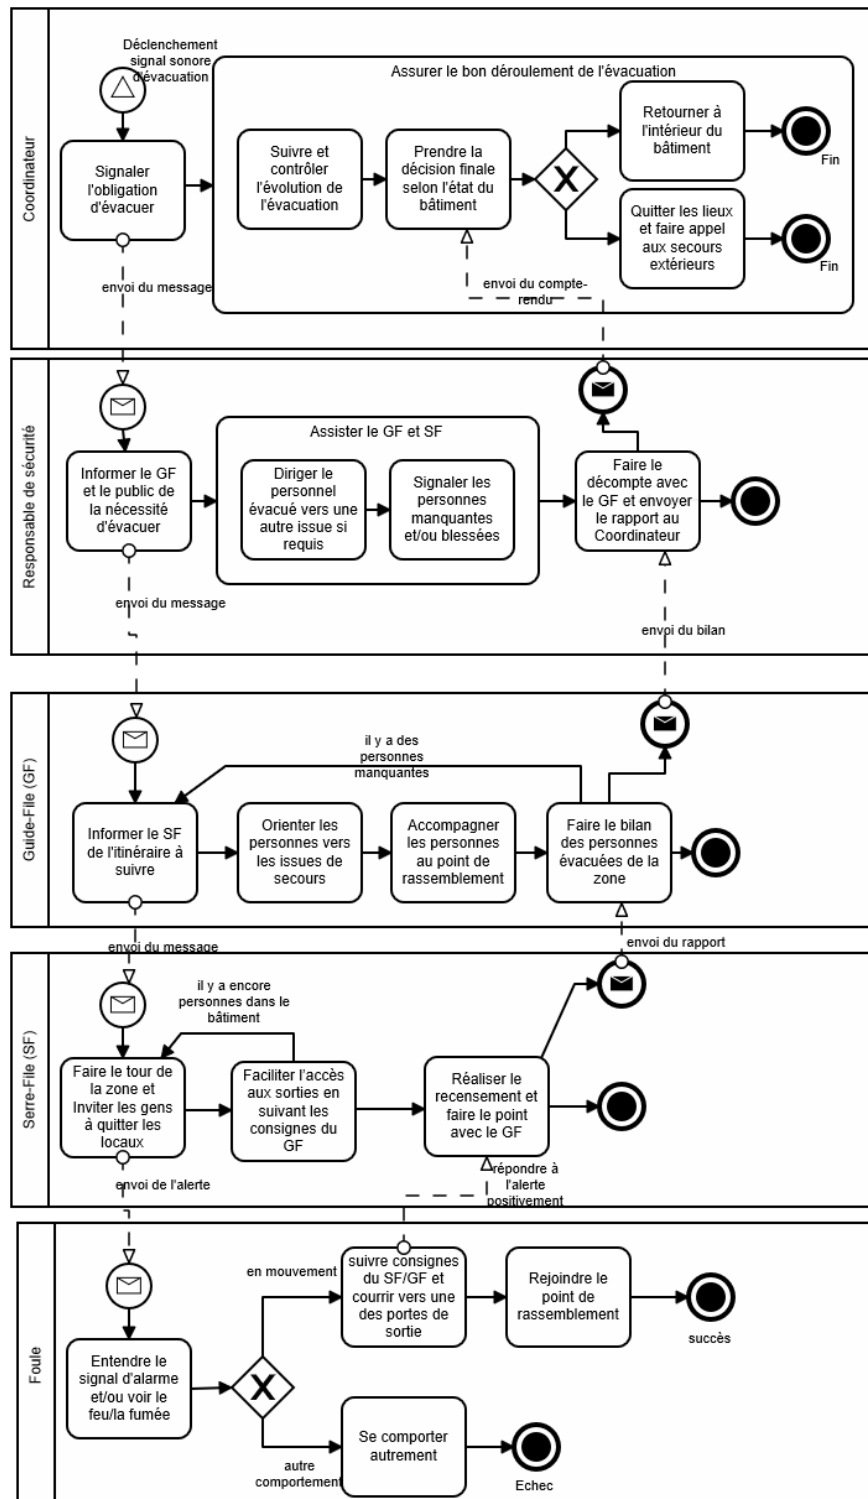 Coordinateur
Déclenchement
signal sonore
d'évacuation
Signaler
l'obligation
d'évacuer
envoi du message
Assurer le bon déroulement de l'évacuation
Suivre et
contrôler
l'évolution de
l'évacuation
Prendre la
décision finale
selon l'état du
bâtiment
Retourner à
l'intérieur du
bâtiment
Fin
Quitter les lieux
et faire appel
aux secours
extérieurs
Fin
envoi du compte-
rendu
Responsable de sécurité
Informer le GF
et le public de
la nécessité
d'évacuer
envoi du message
Assister le GF et SF
Diriger le
personnel
évacué vers une
autre issue si
requis
Signaler les
personnes
manquantes
et/ou blessées
Faire le
décompte avec
le GF et envoyer
le rapport au
Coordinateur
envoi du bilan
Guide-File (GF)
il y a des
personnes
manquantes
Informer le SF
de l'itinéraire à
suivre
Orienter les
personnes vers
les issues de
secours
Accompagner
les personnes
au point de
rassemblement
Faire le bilan
des personnes
évacuées de la
zone
envoi du message
envoi du rapport
Serre-File (SF)
il y a encore
personnes dans le
bâtiment
Faire le tour de
la zone et
Inviter les gens
à quitter les
locaux
Faciliter l'accès
aux sorties en
suivant les
consignes du
GF
Réaliser le
recensement et
faire le point
avec le GF
envoi de l'alerte
répondre à
l'alerte
positivement
Foule
Entendre le
signal d'alarme
et/ou voir le
feu/la fumée
en mouvement
suivre consignes
du SF/GF et
courrir vers une
des portes de
sortie
Rejoindre le
point de
rassemblement
succès
autre
comportement
Se comporter
autrement
Echec